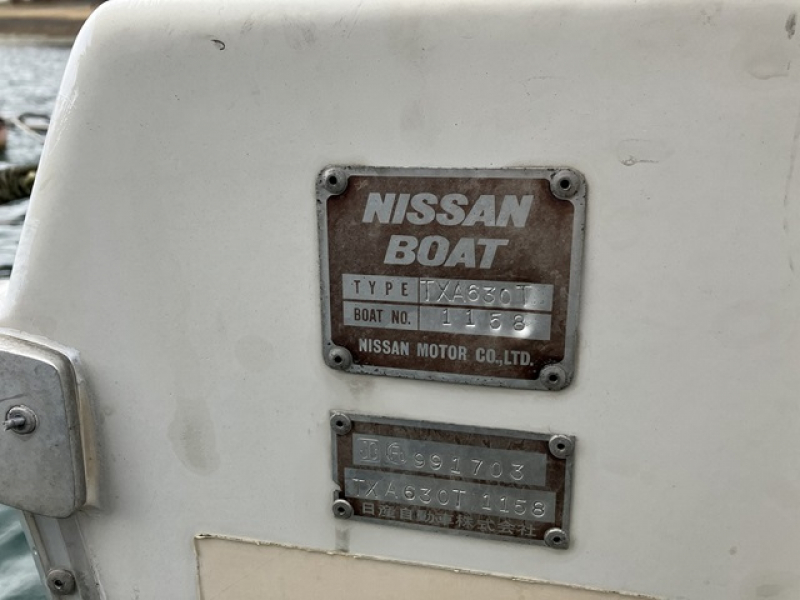 NISSAN
BOAT
TYPE TXA630T
BOAT NO. 1158
NISSAN MOTOR CO.,LTD.
991703
TXA630T 1158
日産自動車株式会社